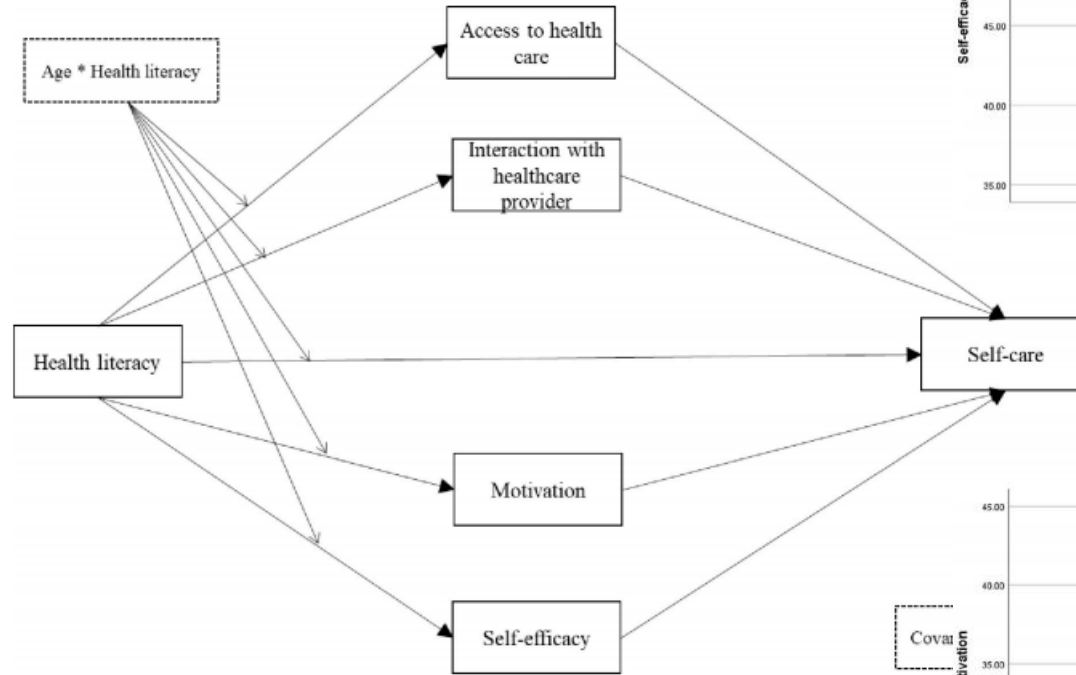 Access to health
care
Age * Health literacy
Interaction with
healthcare
provider
Health literacy
Self-care
Motivation
Self-efficacy
45.00
40.00
35.00
45.00
40.00
35.00